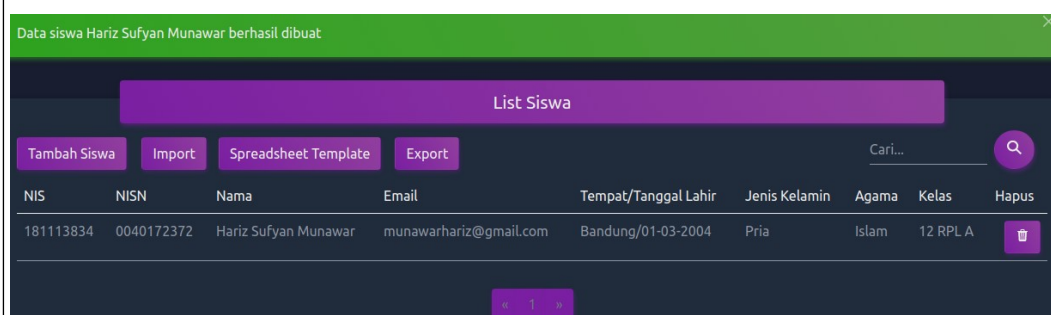 Data siswa Hariz Sufyan Munawar berhasil dibuat
List Siswa
Tambah Siswa Import Spreadsheet Template Export Cari...
NIS NISN Nama Email Tempat/Tanggal Lahir Jenis Kelamin Agama Kelas Hapus
181113834 0040172372 Hariz Sufyan Munawar munawarhariz@gmail.com Bandung/01-03-2004 Pria Islam 12 RPL A
« 1 »